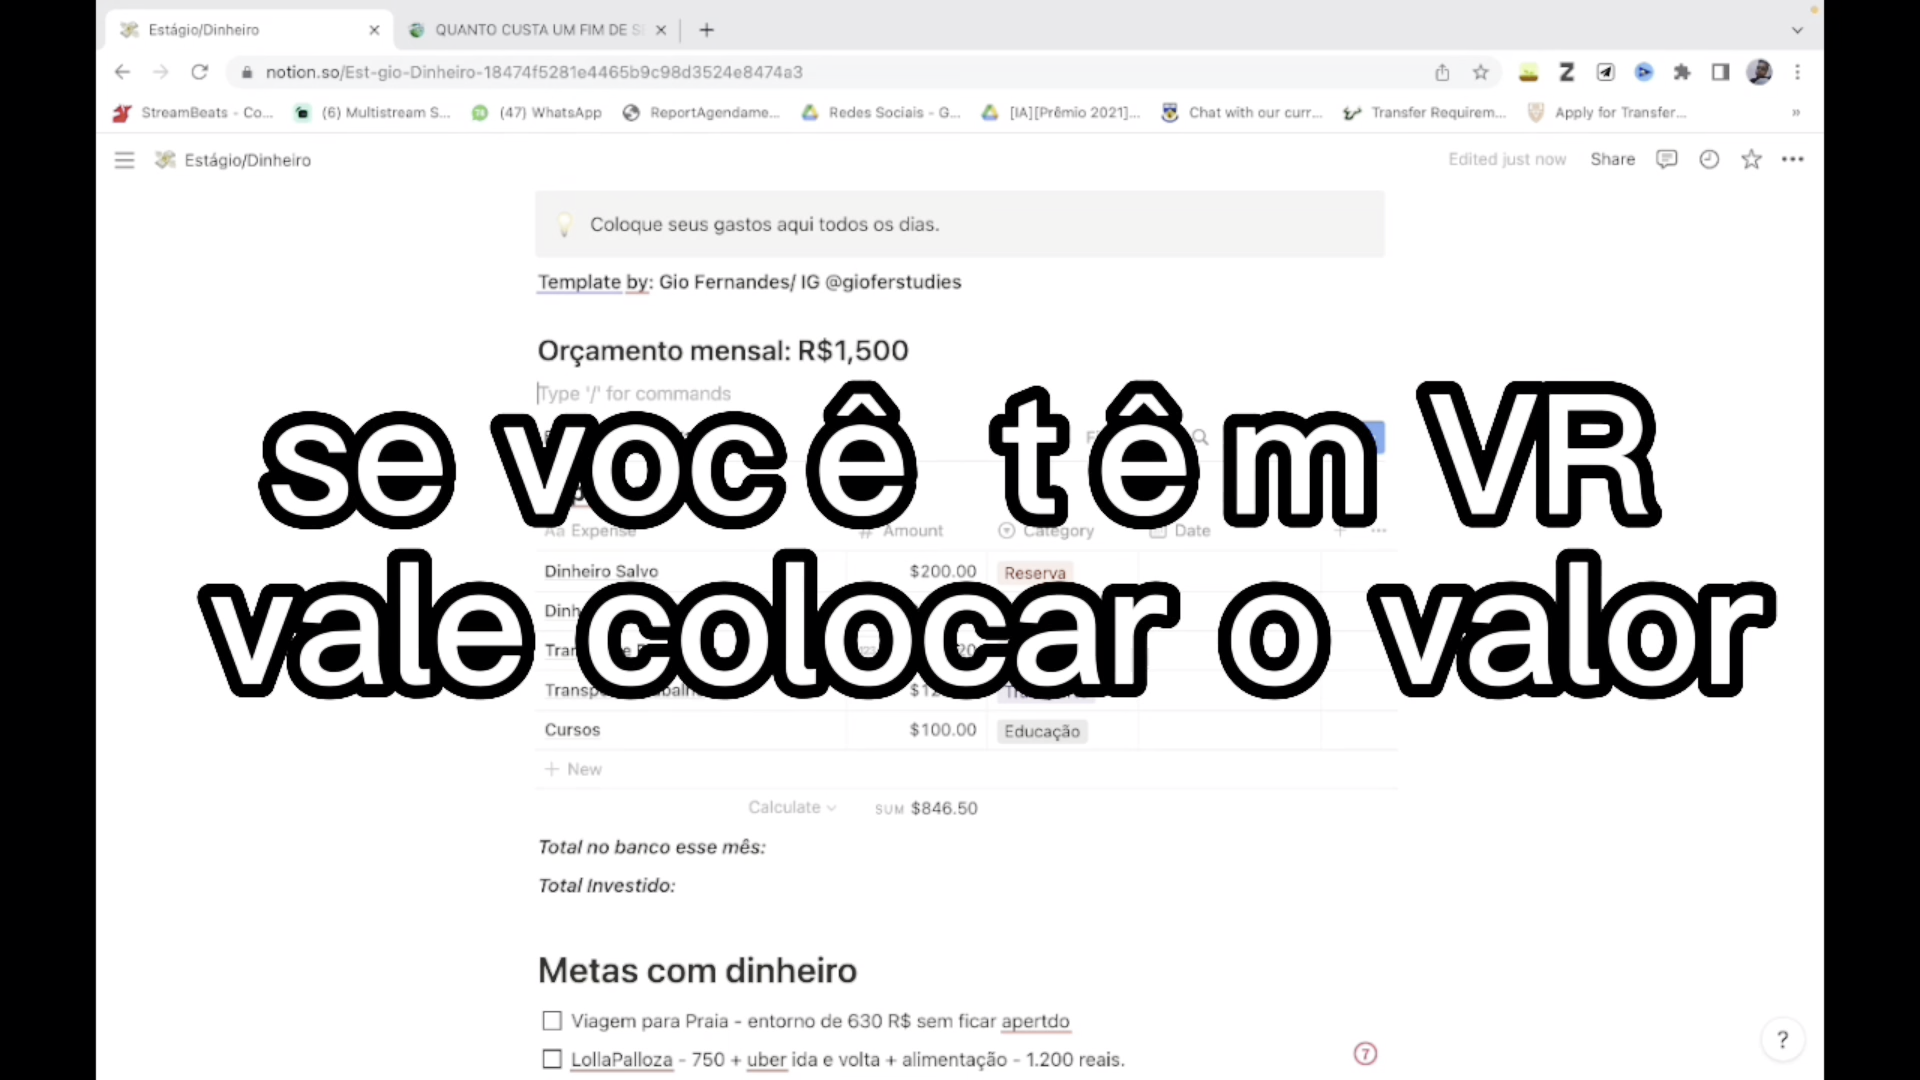 Estágio/Dinheiro
QUANTO CUSTA UM FIM DE S
notion.so/Est-gio-Dinheiro-18474f5281e4465b9c98d3524e8474a3
StreamBeats - Co...
(6) Multistream S...
(47) WhatsApp
ReportAgendame...
Redes Sociais - G...
[IA][Prêmio 2021]...
Chat with our curr...
Transfer Requirem...
Apply for Transfer...
Estágio/Dinheiro
Edited just now
Share
Coloque seus gastos aqui todos os dias.
Template by: Gio Fernandes/ IG @gioferstudies
Orçamento mensal: R$1,500
Type '/' for commands
se você têm VR
vale colocar o valor
Aa Expense
# Amount
Category
Date
Dinheiro Salvo
$200.00
Reserva
Cursos
$100.00
Educação
+ New
Calculate
SUM $846.50
Total no banco esse mês:
Total Investido:
Metas com dinheiro
Viagem para Praia - entorno de 630 R$ sem ficar apertdo
LollaPalloza - 750 + uber ida e volta + alimentação - 1.200 reais.
7
?